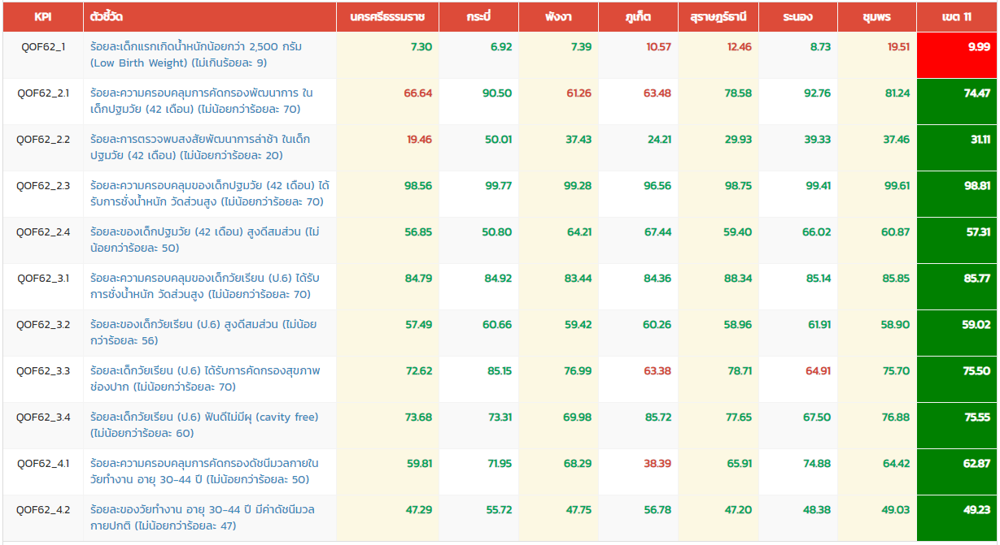 KPI ตัวชี้วัด นครศรีธรรมราช กระบี่ พังงา ภูเก็ต สุราษฎร์ธานี ระนอง ชุมพร เขต 11
QOF62_1 ร้อยละเด็กแรกเกิดน้ำหนักน้อยกว่า 2,500 กรัม 7.30 6.92 7.39 10.57 12.46 8.73 19.51 9.99
(Low Birth Weight) (ไม่เกินร้อยละ 9)
QOF62_2.1 ร้อยละความครอบคลุมการคัดกรองพัฒนาการ ใน 66.64 90.50 61.26 63.48 78.58 92.76 81.24 74.47
เด็กปฐมวัย (42 เดือน) (ไม่น้อยกว่าร้อยละ 70)
QOF62_2.2 ร้อยละการตรวจพบสงสัยพัฒนาการล่าช้า ในเด็ก 19.46 50.01 37.43 24.21 29.93 39.33 37.46 31.11
ปฐมวัย (42 เดือน) (ไม่น้อยกว่าร้อยละ 20)
QOF62_2.3 ร้อยละความครอบคลุมของเด็กปฐมวัย (42 เดือน) ได้ 98.56 99.77 99.28 96.56 98.75 99.41 99.61 98.81
รับการชั่งน้ำหนัก วัดส่วนสูง (ไม่น้อยกว่าร้อยละ 70)
QOF62_2.4 ร้อยละของเด็กปฐมวัย (42 เดือน) สูงดีสมส่วน (ไม่ 56.85 50.80 64.21 67.44 59.40 66.02 60.87 57.31
น้อยกว่าร้อยละ 50)
QOF62_3.1 ร้อยละความครอบคลุมของเด็กวัยเรียน (ป.6) ได้รับ 84.79 84.92 83.44 84.36 88.34 85.14 85.85 85.77
การชั่งน้ำหนัก วัดส่วนสูง (ไม่น้อยกว่าร้อยละ 70)
QOF62_3.2 ร้อยละของเด็กวัยเรียน (ป.6) สูงดีสมส่วน (ไม่น้อย 57.49 60.66 59.42 60.26 58.96 61.91 58.90 59.02
กว่าร้อยละ 56)
QOF62_3.3 ร้อยละเด็กวัยเรียน (ป.6) ได้รับการคัดกรองสุขภาพ 72.62 85.15 76.99 63.38 78.71 64.91 75.70 75.50
ช่องปาก (ไม่น้อยกว่าร้อยละ 70)
QOF62_3.4 ร้อยละเด็กวัยเรียน (ป.6) ฟันดีไม่มีผุ (cavity free) 73.68 73.31 69.98 85.72 77.65 67.50 76.88 75.55
(ไม่น้อยกว่าร้อยละ 60)
QOF62_4.1 ร้อยละความครอบคลุมการคัดกรองดัชนีมวลกายใน 59.81 71.95 68.29 38.39 65.91 74.88 64.42 62.87
วัยทำงาน อายุ 30-44 ปี (ไม่น้อยกว่าร้อยละ 50)
QOF62_4.2 ร้อยละของวัยทำงาน อายุ 30-44 ปี มีค่าดัชนีมวล 47.29 55.72 47.75 56.78 47.20 48.38 49.03 49.23
กายปกติ (ไม่น้อยกว่าร้อยละ 47)